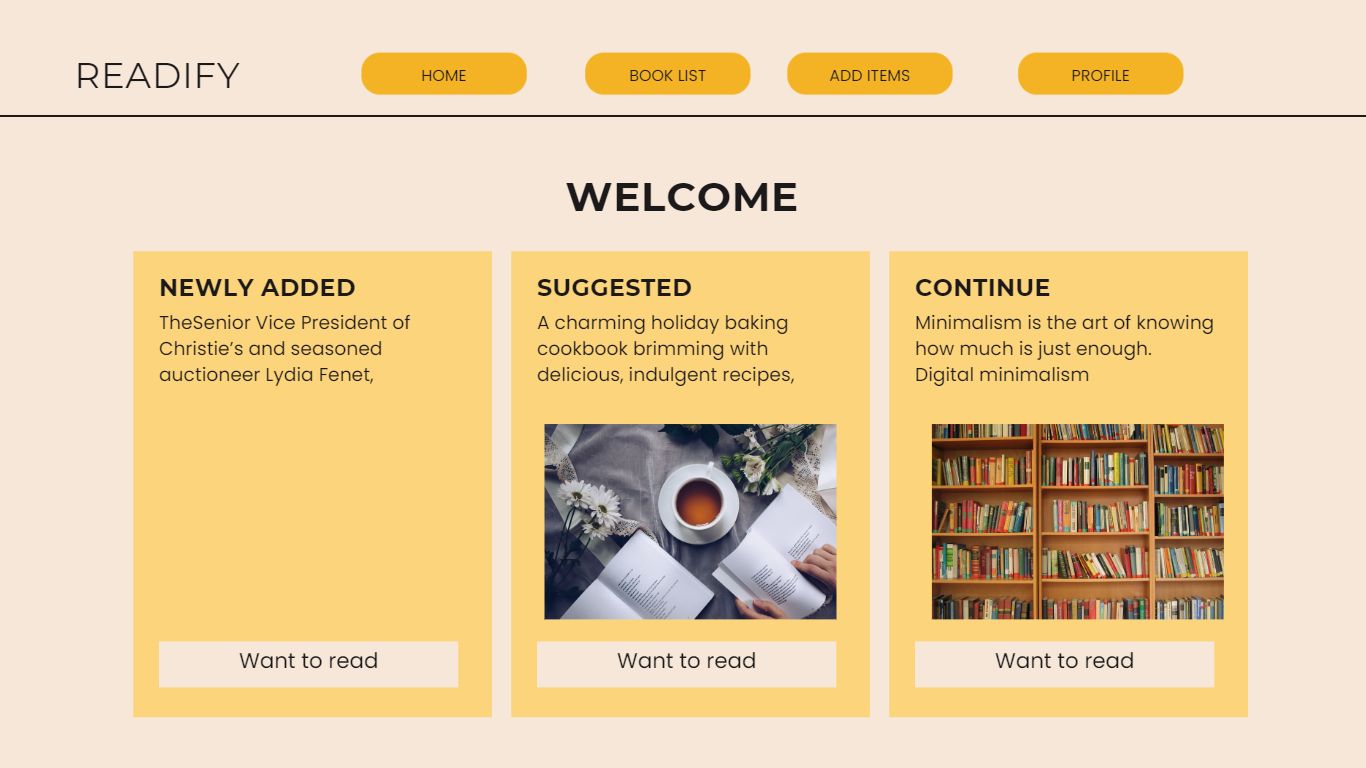 READIFY
HOME
BOOK LIST
ADD ITEMS
PROFILE
WELCOME
NEWLY ADDED
TheSenior Vice President of
Christie's and seasoned
auctioneer Lydia Fenet,
Want to read
SUGGESTED
A charming holiday baking
cookbook brimming with
delicious, indulgent recipes,
Want to read
CONTINUE
Minimalism is the art of knowing
how much is just enough.
Digital minimalism
Want to read